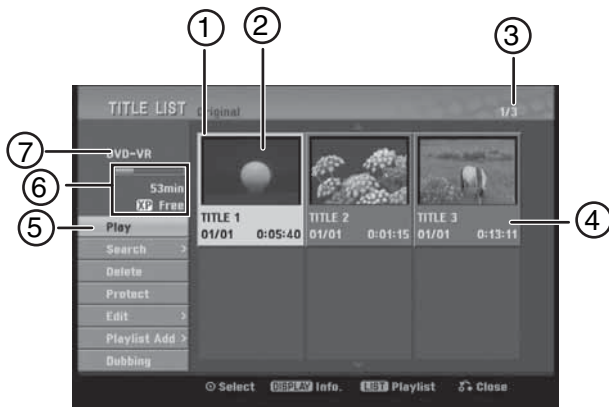 ① ② ③
TITLE LIST Original 1/3
⑦ DVD-VR
⑥ 53min
XP Free
⑤ Play
Search >
Delete
Protect
Edit >
Playlist Add >
Dubbing
TITLE 1
01/01 0:05:40
TITLE 2
01/01 0:01:15
TITLE 3
01/01 0:13:11
④
⊙ Select DISPLAY Info. LIST Playlist Close